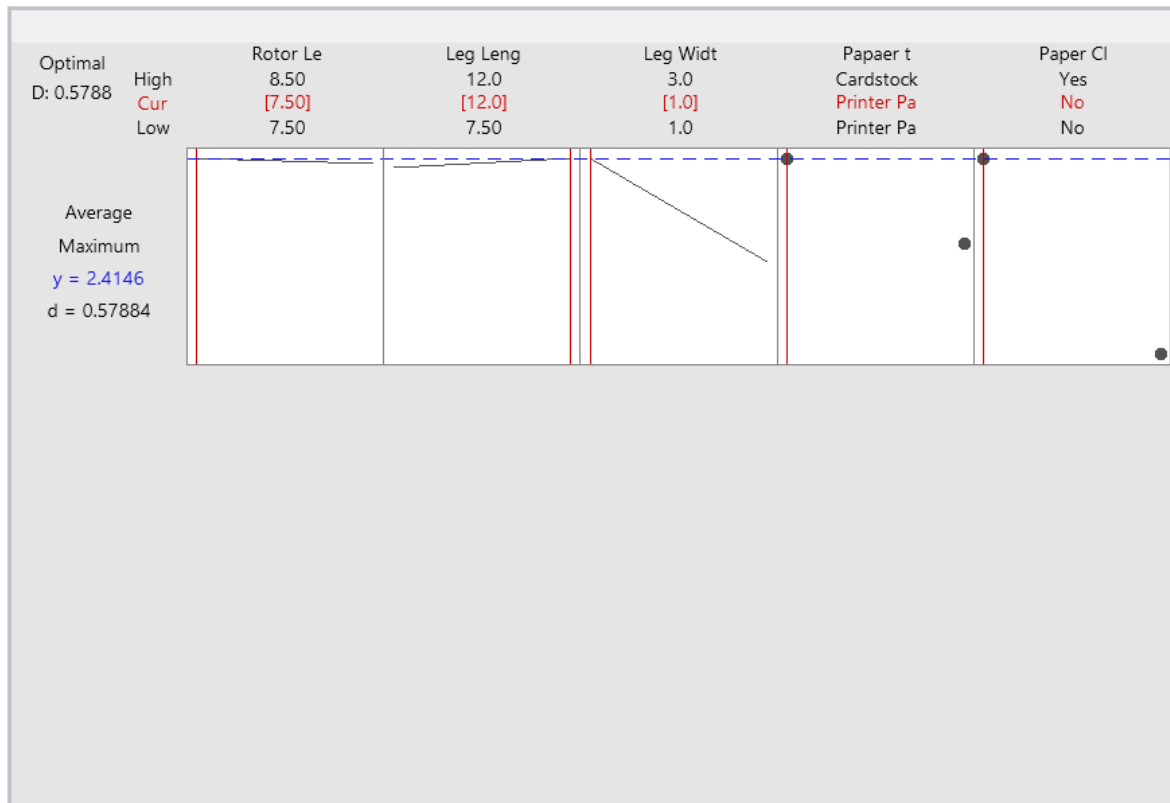 Optimal
D: 0.5788
Rotor Le Leg Leng Leg Widt Papaer t Paper Cl
High 8.50 12.0 3.0 Cardstock Yes
Cur [7.50] [12.0] [1.0] Printer Pa No
Low 7.50 7.50 1.0 Printer Pa No
Average
Maximum
y = 2.4146
d = 0.57884